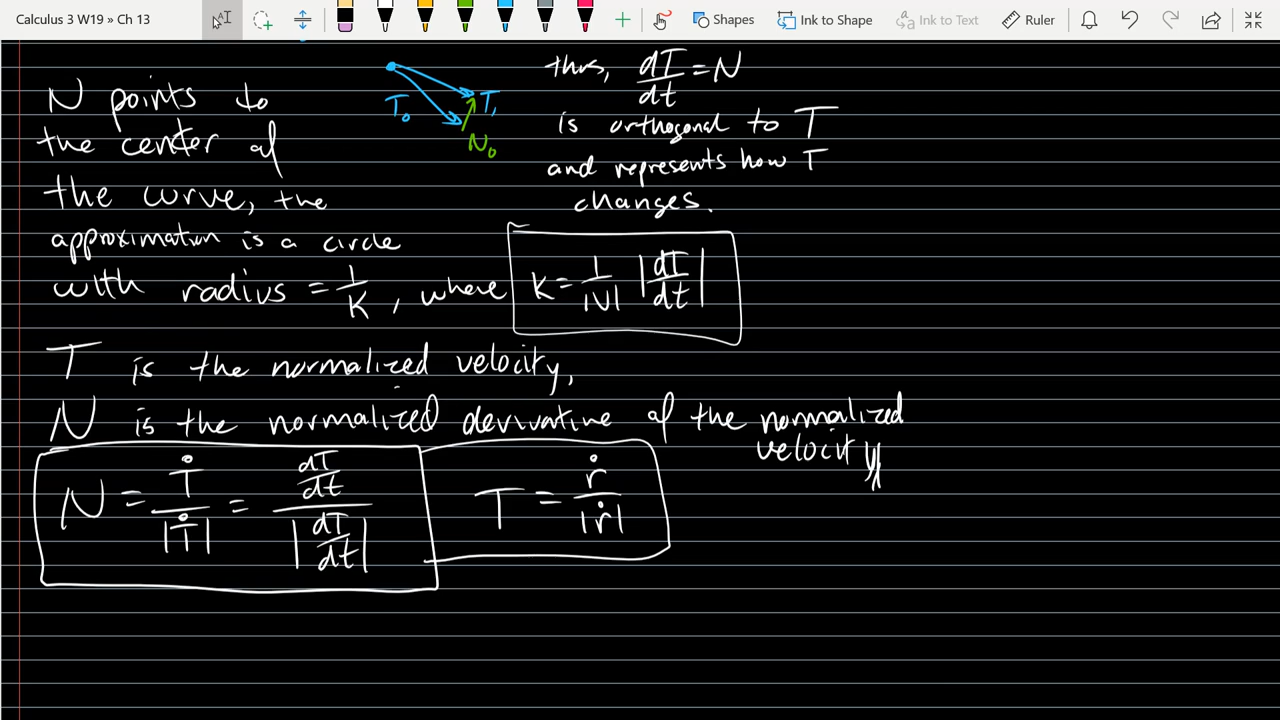 Calculus 3 W19 » Ch 13
Shapes
Ink to Shape
Ink to Text
Ruler
N points to
the center of
the curve, the
approximation is a circle
with radius = 1/K, where K = 1/|V| |dT/dt|
T₀
T₁
N₀
thus, dT/dt = N
is orthogonal to T
and represents how T
changes.
T is the normalized velocity,
N is the normalized derivative of the normalized
velocity
N = Ṫ/|Ṫ| = dT/dt / |dT/dt|
T = ṙ/|ṙ|